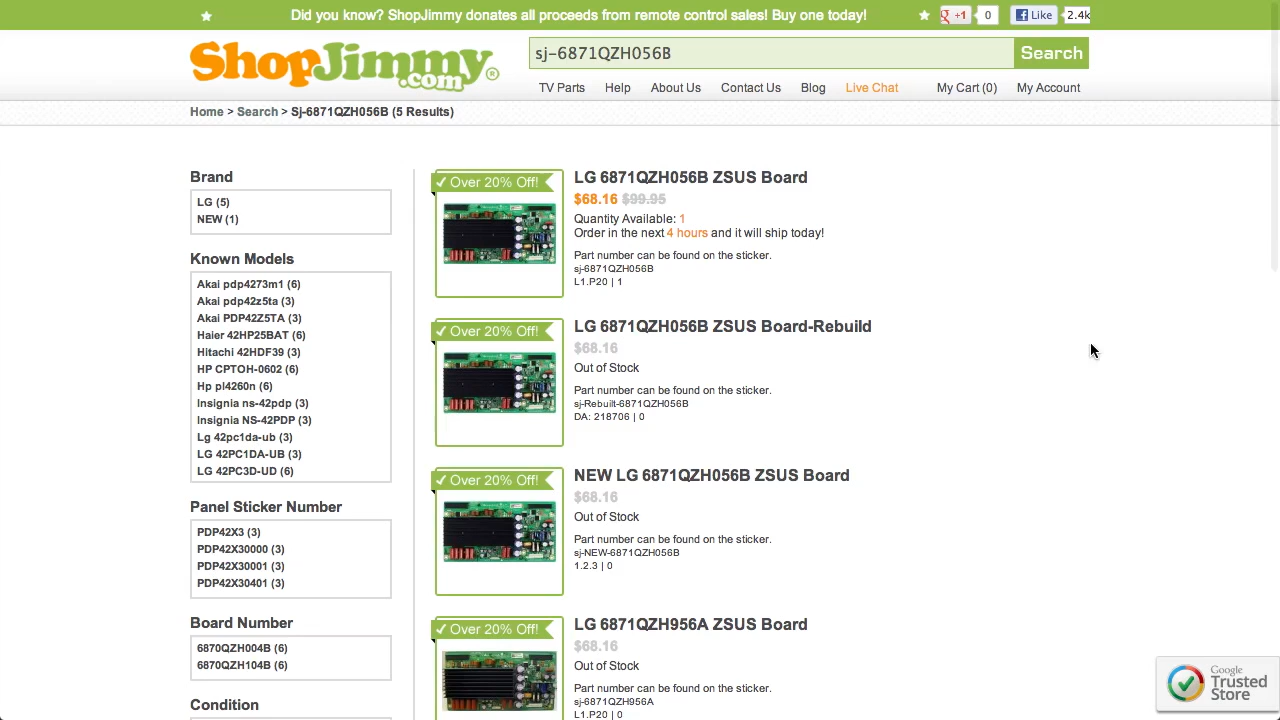 Did you know? ShopJimmy donates all proceeds from remote control sales! Buy one today!
+1 0 Like 2.4k
ShopJimmy.com®
sj-6871QZH056B Search
TV Parts Help About Us Contact Us Blog Live Chat My Cart (0) My Account
Home > Search > Sj-6871QZH056B (5 Results)
Brand
LG (5)
NEW (1)
Known Models
Akai pdp4273m1 (6)
Akai pdp42z5ta (3)
Akai PDP42Z5TA (3)
Haier 42HP25BAT (6)
Hitachi 42HDF39 (3)
HP CPTOH-0602 (6)
Hp pl4260n (6)
Insignia ns-42pdp (3)
Insignia NS-42PDP (3)
Lg 42pc1da-ub (3)
LG 42PC1DA-UB (3)
LG 42PC3D-UD (6)
Panel Sticker Number
PDP42X3 (3)
PDP42X30000 (3)
PDP42X30001 (3)
PDP42X30401 (3)
Board Number
6870QZH004B (6)
6870QZH104B (6)
Condition
✓ Over 20% Off!
LG 6871QZH056B ZSUS Board
$68.16 $99.95
Quantity Available: 1
Order in the next 4 hours and it will ship today!
Part number can be found on the sticker.
sj-6871QZH056B
L1.P20 | 1
✓ Over 20% Off!
LG 6871QZH056B ZSUS Board-Rebuild
$68.16
Out of Stock
Part number can be found on the sticker.
sj-Rebuilt-6871QZH056B
DA: 218706 | 0
✓ Over 20% Off!
NEW LG 6871QZH056B ZSUS Board
$68.16
Out of Stock
Part number can be found on the sticker.
sj-NEW-6871QZH056B
1.2.3 | 0
✓ Over 20% Off!
LG 6871QZH956A ZSUS Board
$68.16
Out of Stock
Part number can be found on the sticker.
sj-6871QZH956A
L1.P20 | 0
Google
Trusted
Store